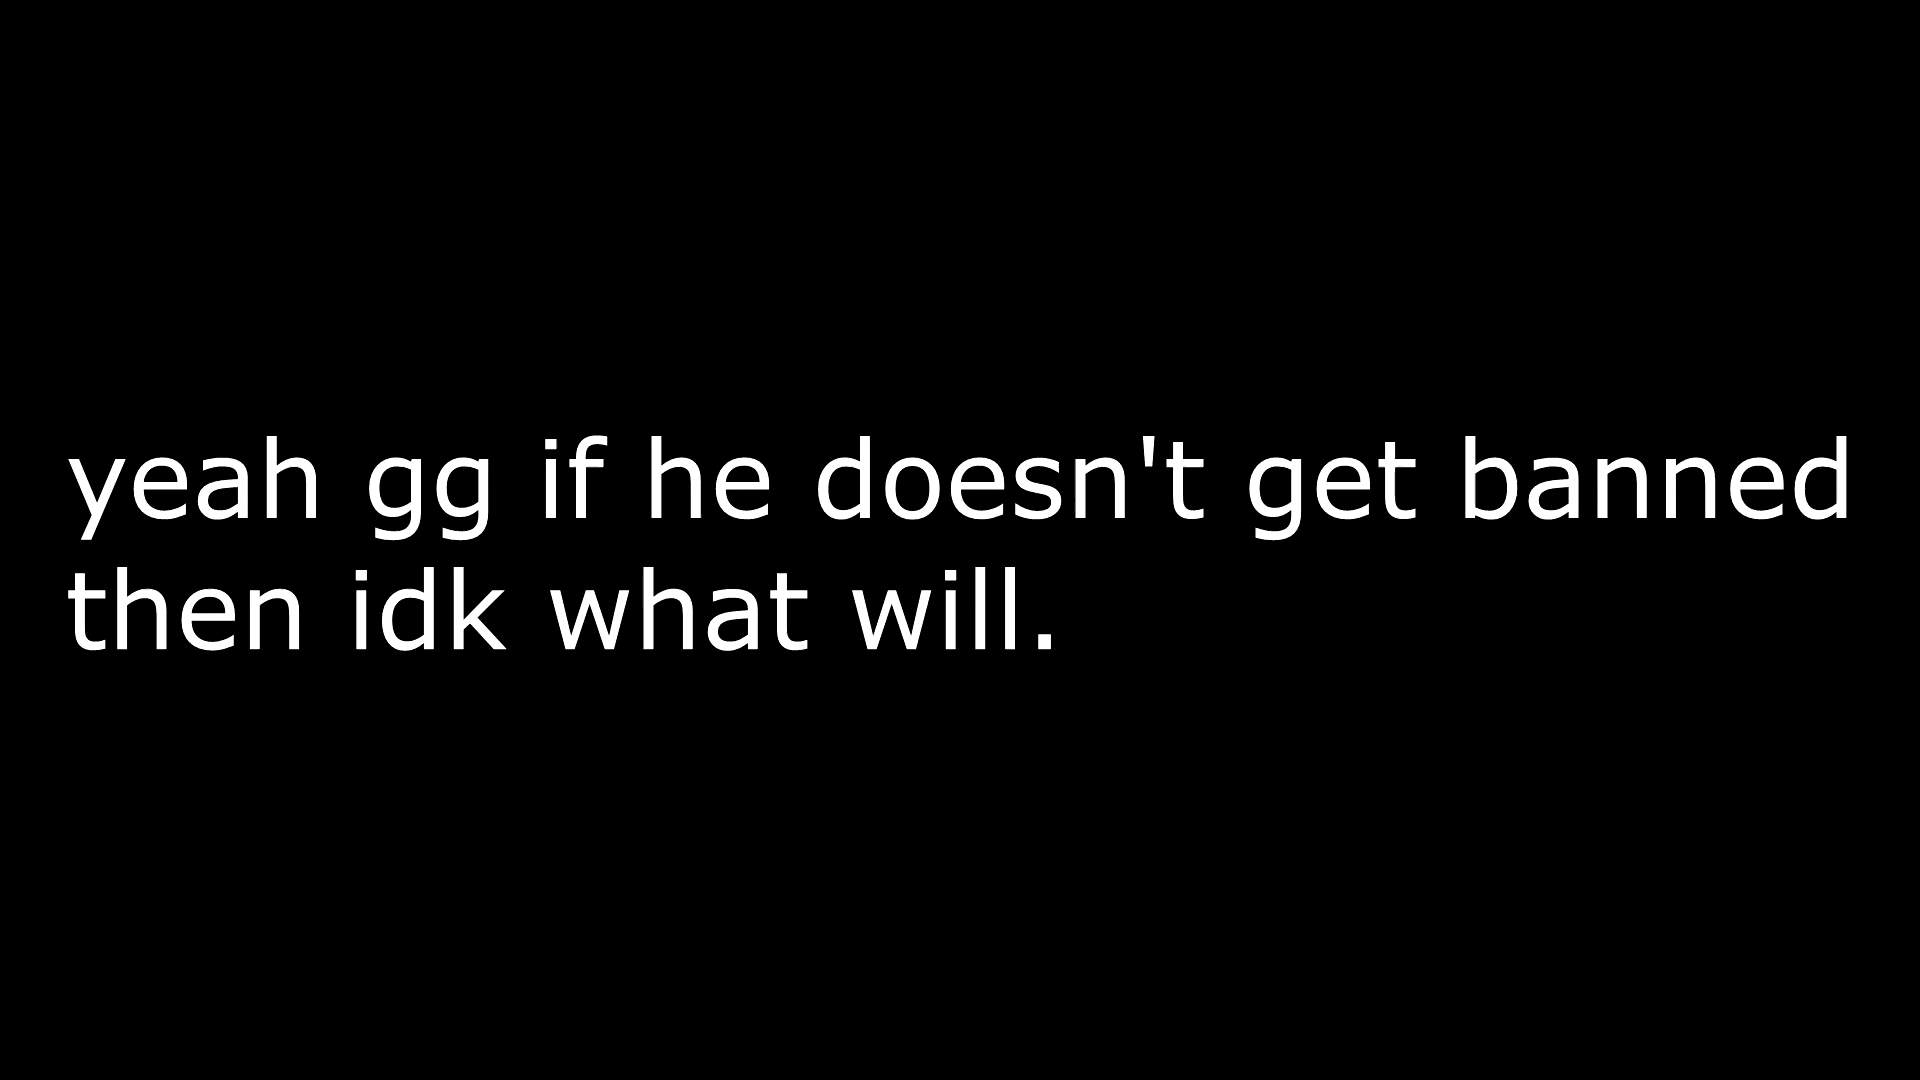 yeah gg if he doesn't get banned
then idk what will.